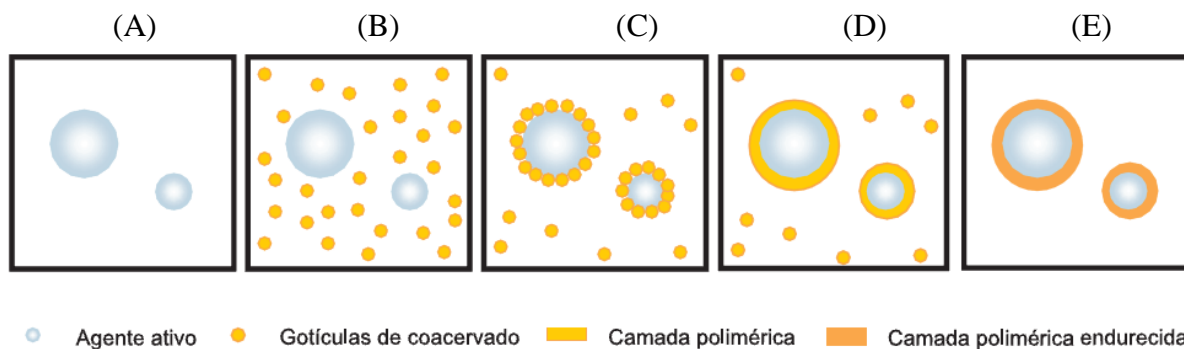 (A) (B) (C) (D) (E)
Agente ativo Gotículas de coacervado Camada polimérica Camada polimérica endurecida